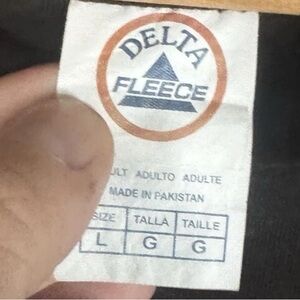 DELTA
FLEECE
ADULTO ADULTE
MADE IN PAKISTAN
SIZE TALLA TAILLE
L G G